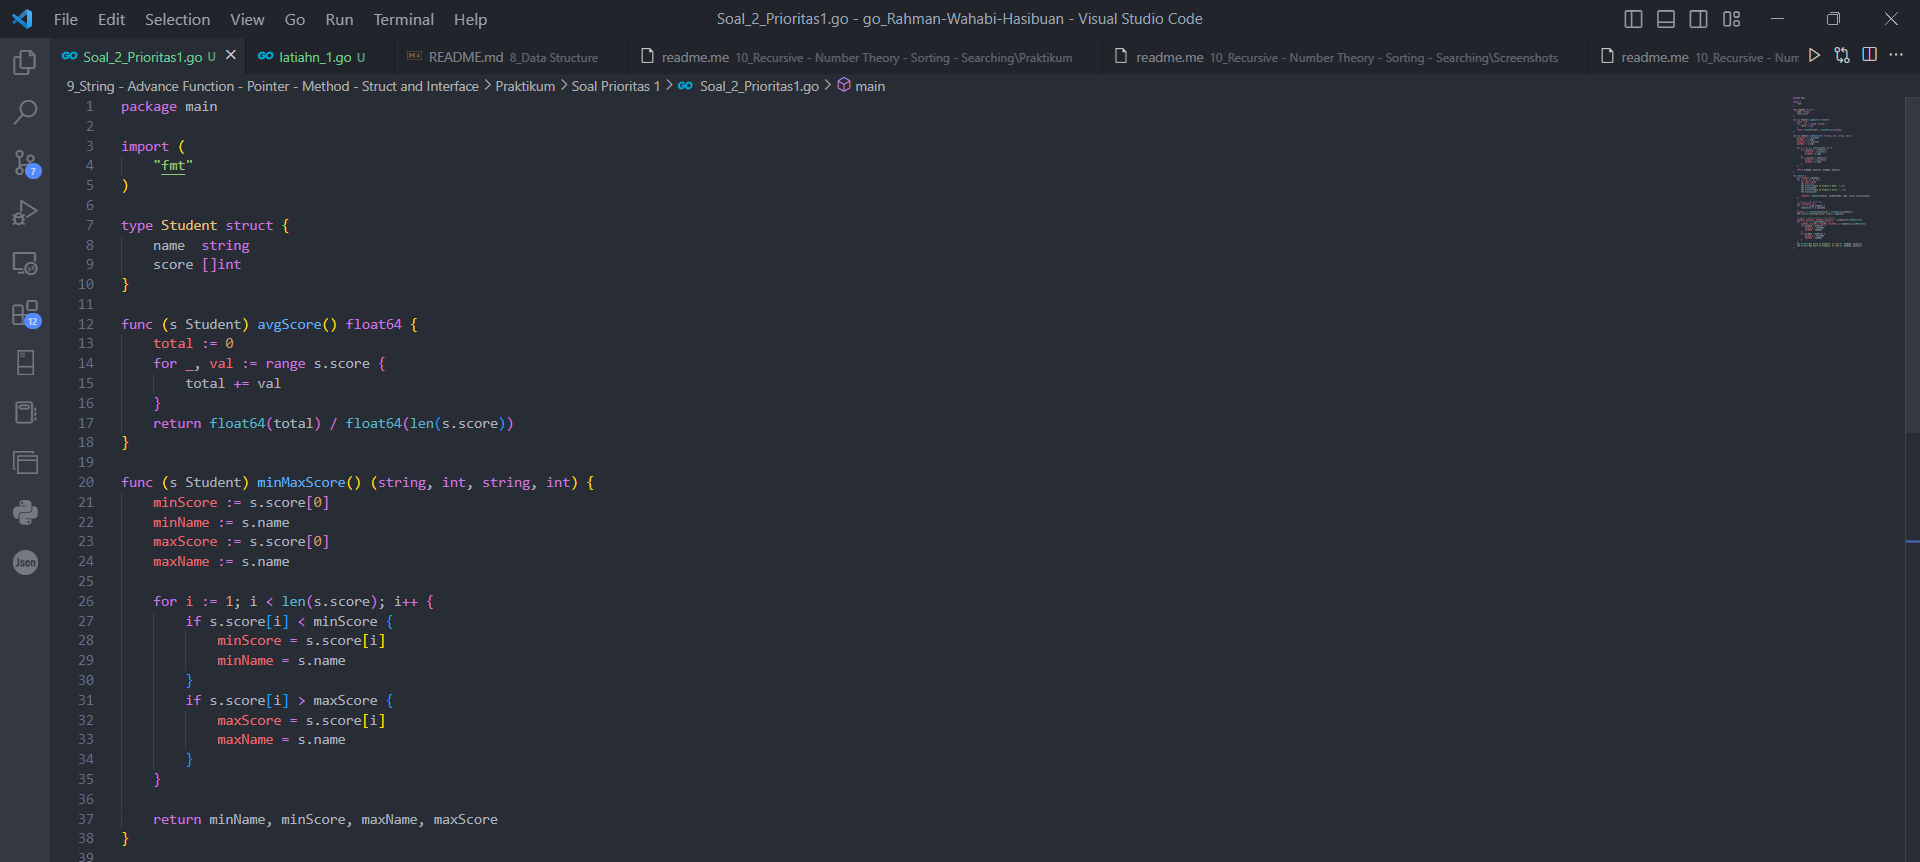 File Edit Selection View Go Run Terminal Help
Soal_2_Prioritas1.go - go_Rahman-Wahabi-Hasibuan - Visual Studio Code
Soal_2_Prioritas1.go U
latiahn_1.go U
README.md 8_Data Structure
readme.me 10_Recursive - Number Theory - Sorting - Searching\Praktikum
readme.me 10_Recursive - Number Theory - Sorting - Searching\Screenshots
readme.me 10_Recursive - Num
9_String - Advance Function - Pointer - Method - Struct and Interface > Praktikum > Soal Prioritas 1 > GO Soal_2_Prioritas1.go > main
7
12
Json
1 package main
2
3 import (
4     "fmt"
5 )
6
7 type Student struct {
8     name  string
9     score []int
10 }
11
12 func (s Student) avgScore() float64 {
13     total := 0
14     for _, val := range s.score {
15         total += val
16     }
17     return float64(total) / float64(len(s.score))
18 }
19
20 func (s Student) minMaxScore() (string, int, string, int) {
21     minScore := s.score[0]
22     minName := s.name
23     maxScore := s.score[0]
24     maxName := s.name
25
26     for i := 1; i < len(s.score); i++ {
27         if s.score[i] < minScore {
28             minScore = s.score[i]
29             minName = s.name
30         }
31         if s.score[i] > maxScore {
32             maxScore = s.score[i]
33             maxName = s.name
34         }
35     }
36
37     return minName, minScore, maxName, maxScore
38 }
39